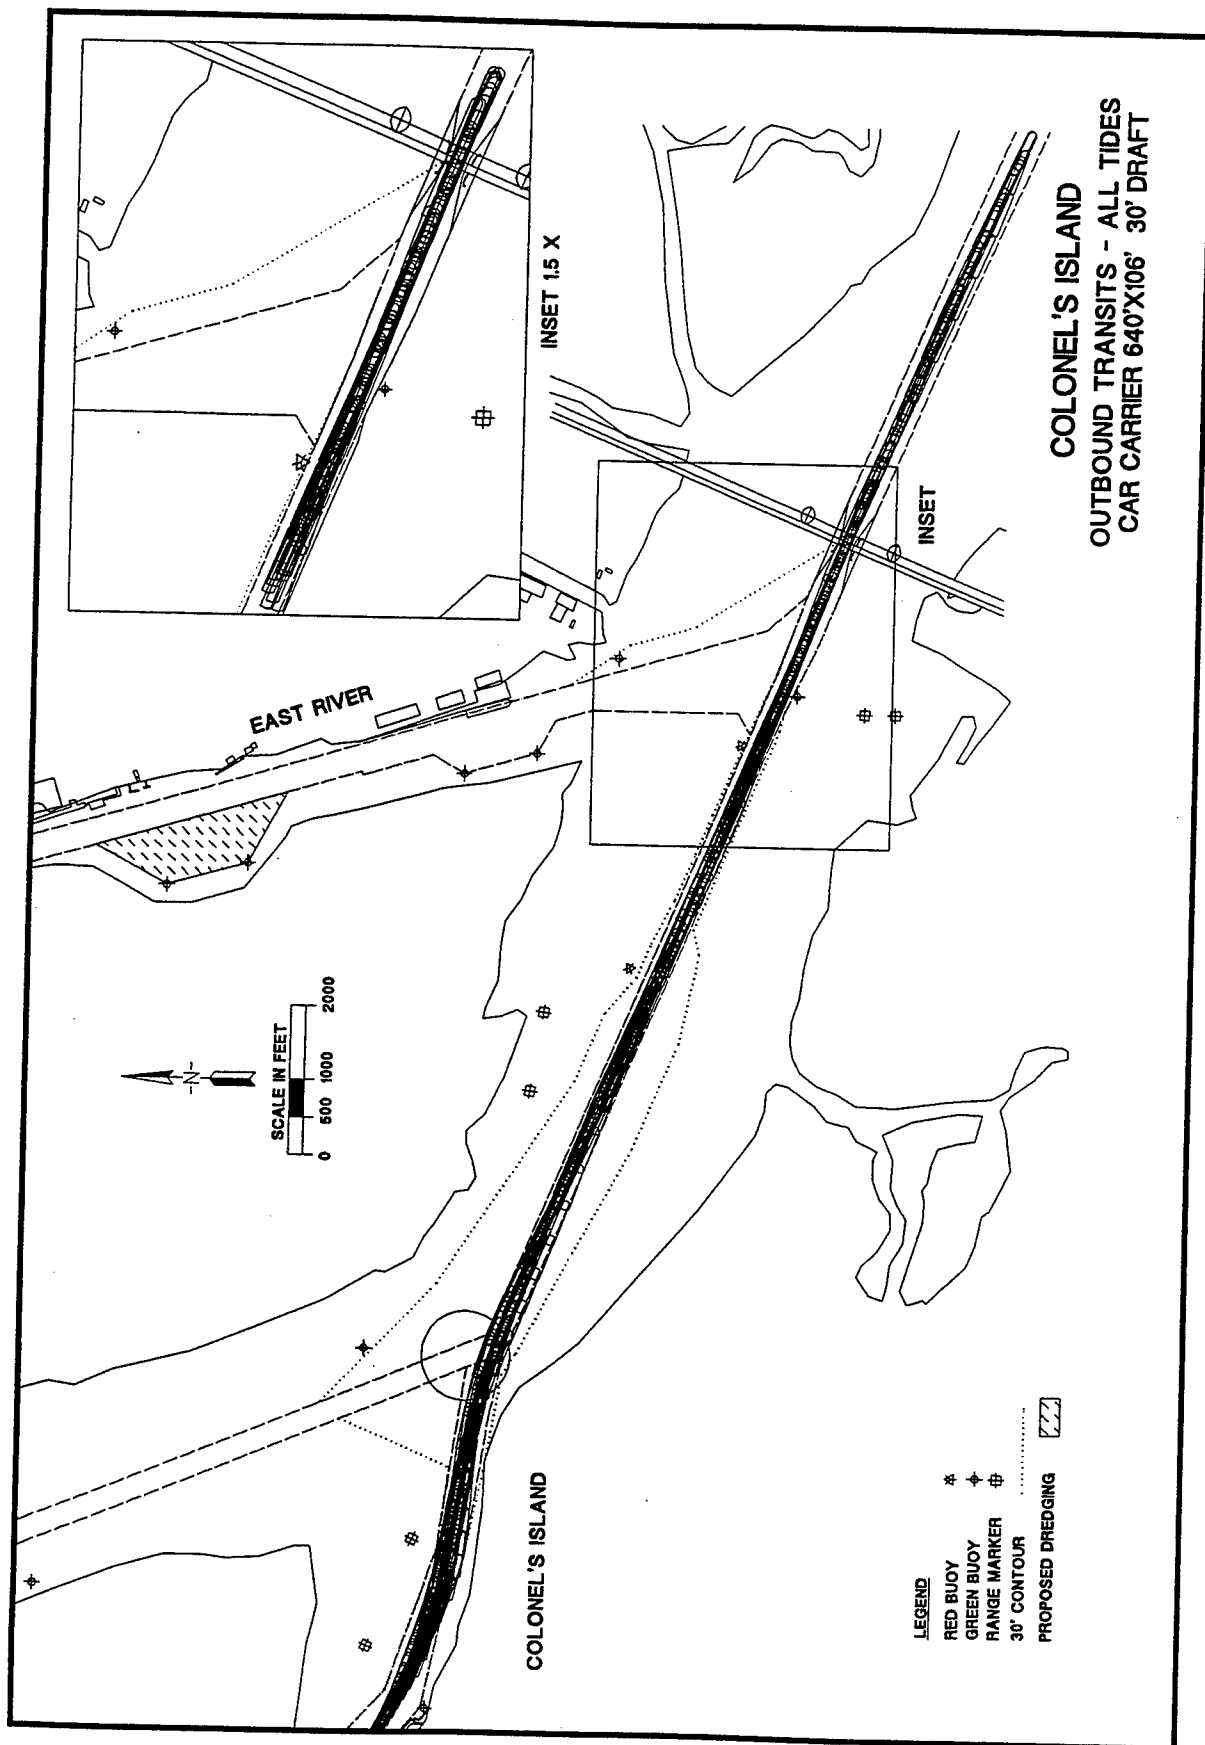 INSET 1.5 X
EAST RIVER
INSET
-N-
SCALE IN FEET
0 500 1000 2000
COLONEL'S ISLAND
LEGEND
RED BUOY
GREEN BUOY
RANGE MARKER
30' CONTOUR
PROPOSED DREDGING
COLONEL'S ISLAND
OUTBOUND TRANSITS - ALL TIDES
CAR CARRIER 640'X106' 30' DRAFT